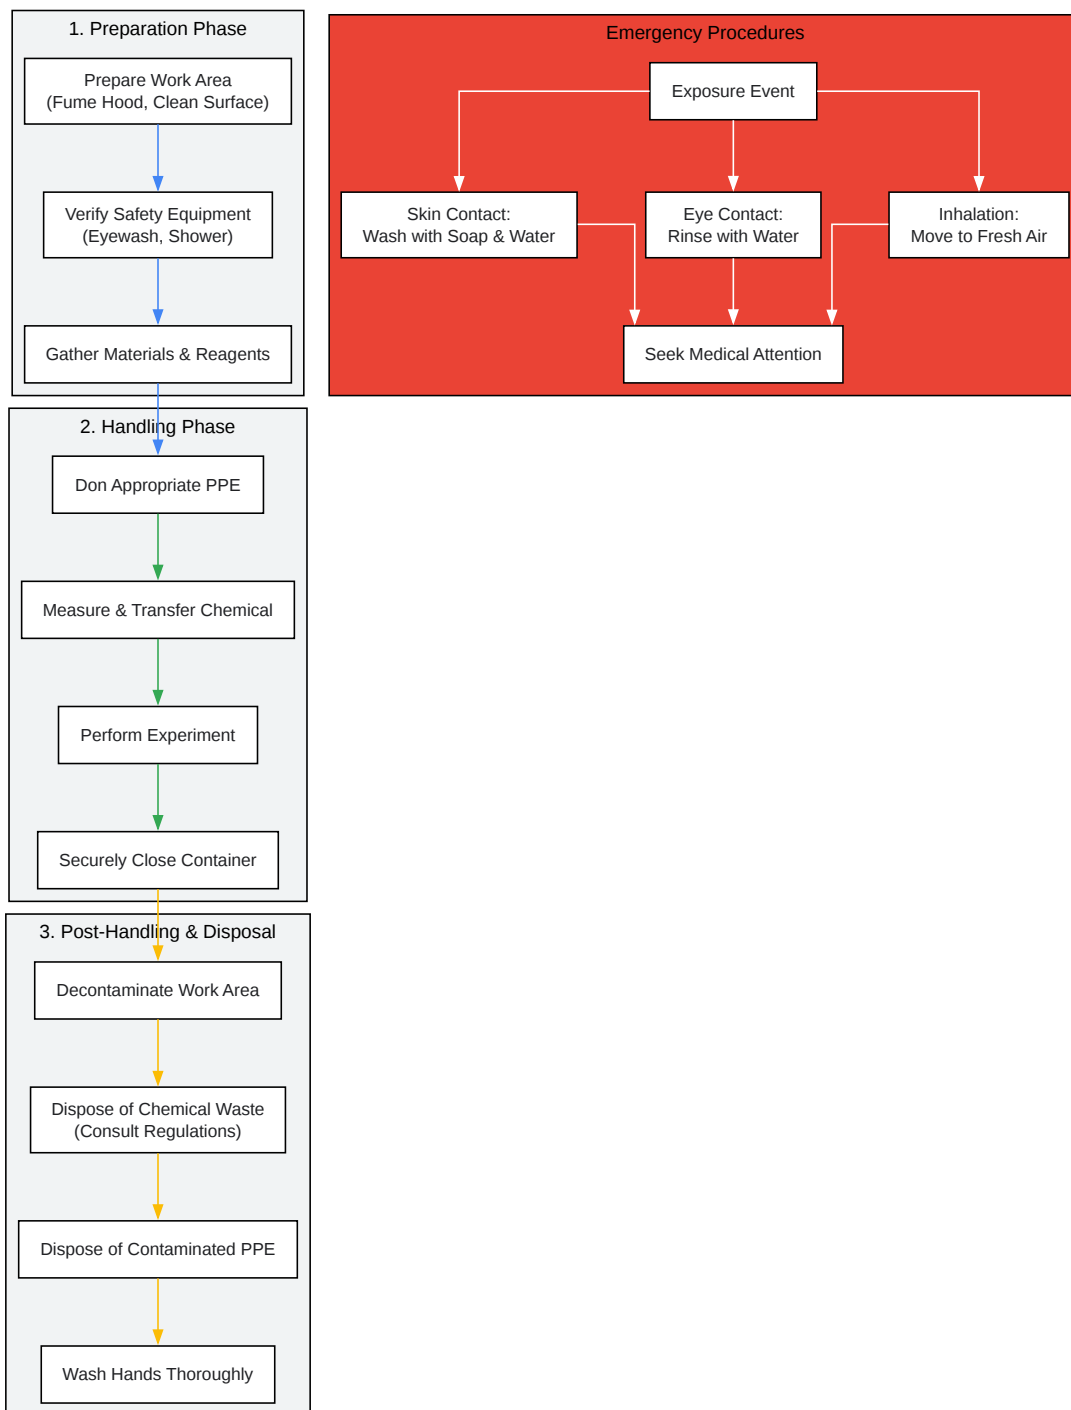 1. Preparation Phase
Prepare Work Area
(Fume Hood, Clean Surface)
Verify Safety Equipment
(Eyewash, Shower)
Gather Materials & Reagents
2. Handling Phase
Don Appropriate PPE
Measure & Transfer Chemical
Perform Experiment
Securely Close Container
3. Post-Handling & Disposal
Decontaminate Work Area
Dispose of Chemical Waste
(Consult Regulations)
Dispose of Contaminated PPE
Wash Hands Thoroughly
Emergency Procedures
Exposure Event
Skin Contact:
Wash with Soap & Water
Eye Contact:
Rinse with Water
Inhalation:
Move to Fresh Air
Seek Medical Attention